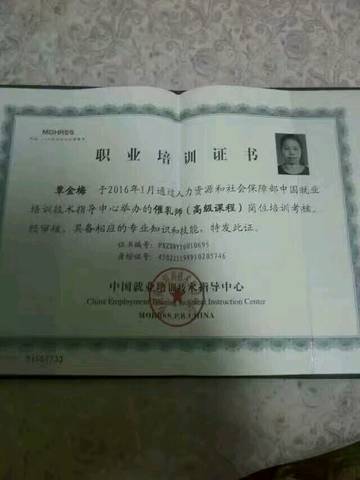 MOHRSS
职业培训证书
覃金梅 于2016年1月通过人力资源和社会保障部中国就业
培训技术指导中心举办的催乳师（高级课程）岗位培训考核。
经审核，具备相应的专业知识和技能，特发此证。
证书编号：
身份证号：
中国就业培训技术指导中心
China Employment Training Technical Instruction Center
MOHRSS.P.R.CHINA